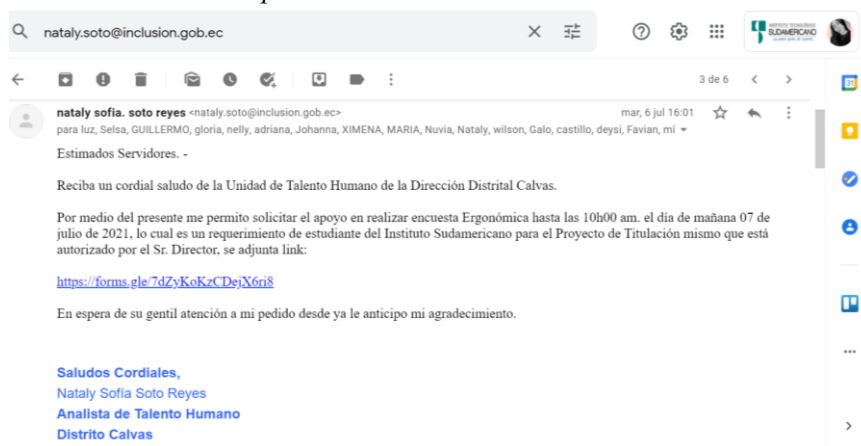 nataly.soto@inclusion.gob.ec
INSTITUTO TECNOLÓGICO
SUDAMERICANO
3 de 6
nataly sofia. soto reyes <nataly.soto@inclusion.gob.ec>
mar, 6 jul 16:01
para luz, Selsa, GUILLERMO, gloria, nelly, adriana, Johanna, XIMENA, MARIA, Nuvia, Nataly, wilson, Galo, castillo, deysi, Favian, mí
Estimados Servidores. -
Reciba un cordial saludo de la Unidad de Talento Humano de la Dirección Distrital Calvas.
Por medio del presente me permito solicitar el apoyo en realizar encuesta Ergonómica hasta las 10h00 am. el día de mañana 07 de
julio de 2021, lo cual es un requerimiento de estudiante del Instituto Sudamericano para el Proyecto de Titulación mismo que está
autorizado por el Sr. Director, se adjunta link:
https://forms.gle/7dZyKoKzCDejX6ri8
En espera de su gentil atención a mi pedido desde ya le anticipo mi agradecimiento.
Saludos Cordiales,
Nataly Sofía Soto Reyes
Analista de Talento Humano
Distrito Calvas